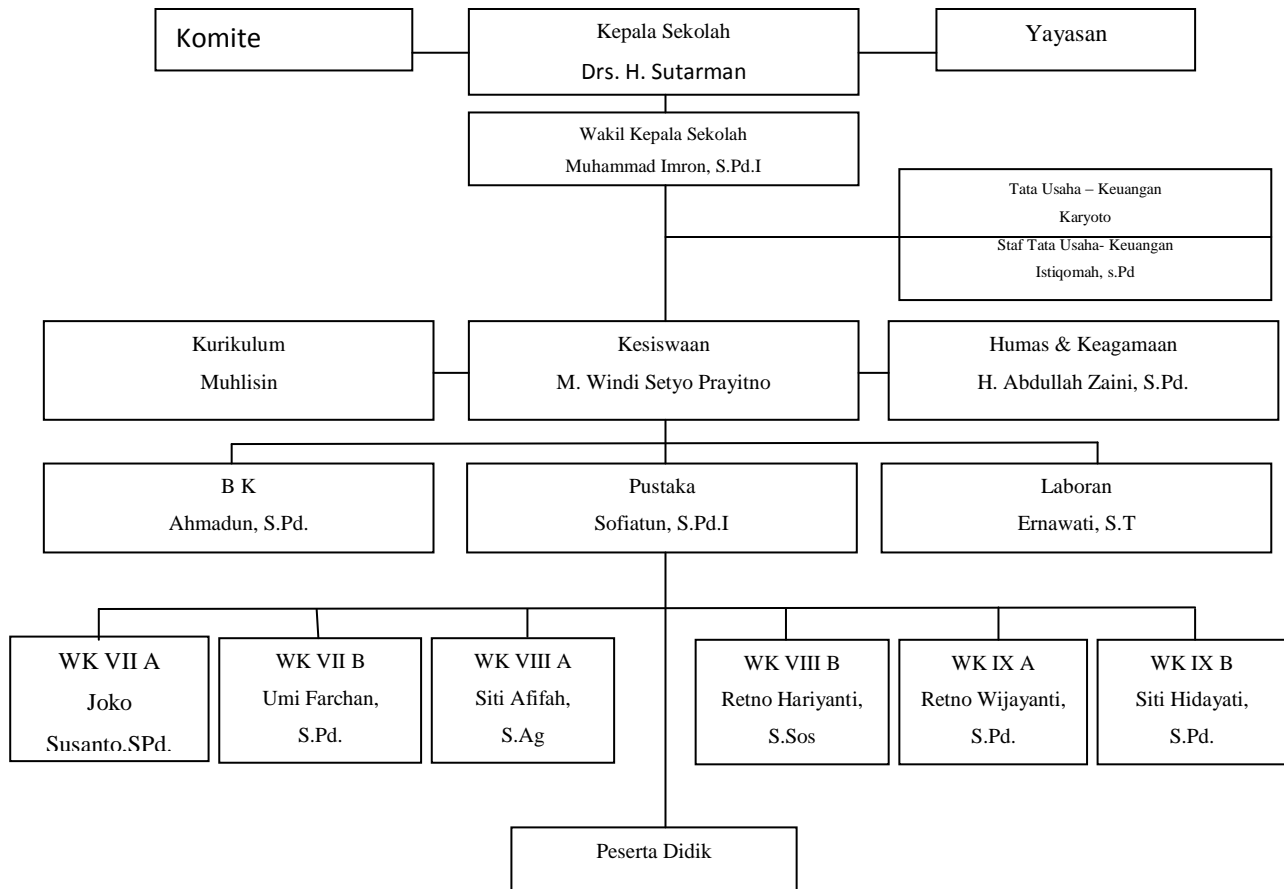 Komite
Kepala Sekolah
Drs. H. Sutarman
Yayasan
Wakil Kepala Sekolah
Muhammad Imron, S.Pd.I
Tata Usaha – Keuangan
Karyoto
Staf Tata Usaha- Keuangan
Istiqomah, s.Pd
Kurikulum
Muhlisin
Kesiswaan
M. Windi Setyo Prayitno
Humas & Keagamaan
H. Abdullah Zaini, S.Pd.
B K
Ahmadun, S.Pd.
Pustaka
Sofiatun, S.Pd.I
Laboran
Ernawati, S.T
WK VII A
Joko
Susanto.SPd.
WK VII B
Umi Farchan,
S.Pd.
WK VIII A
Siti Afifah,
S.Ag
WK VIII B
Retno Hariyanti,
S.Sos
WK IX A
Retno Wijayanti,
S.Pd.
WK IX B
Siti Hidayati,
S.Pd.
Peserta Didik